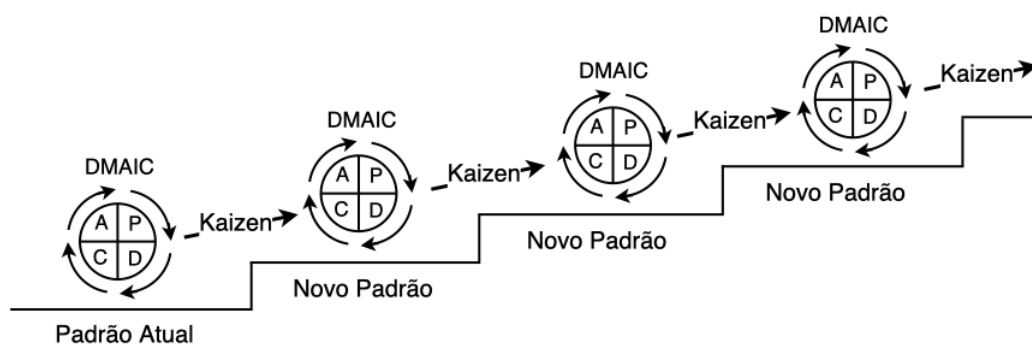 DMAIC
A P
C D
Kaizen
Padrão Atual
DMAIC
A P
C D
Kaizen
Novo Padrão
DMAIC
A P
C D
Kaizen
Novo Padrão
DMAIC
A P
C D
Kaizen
Novo Padrão